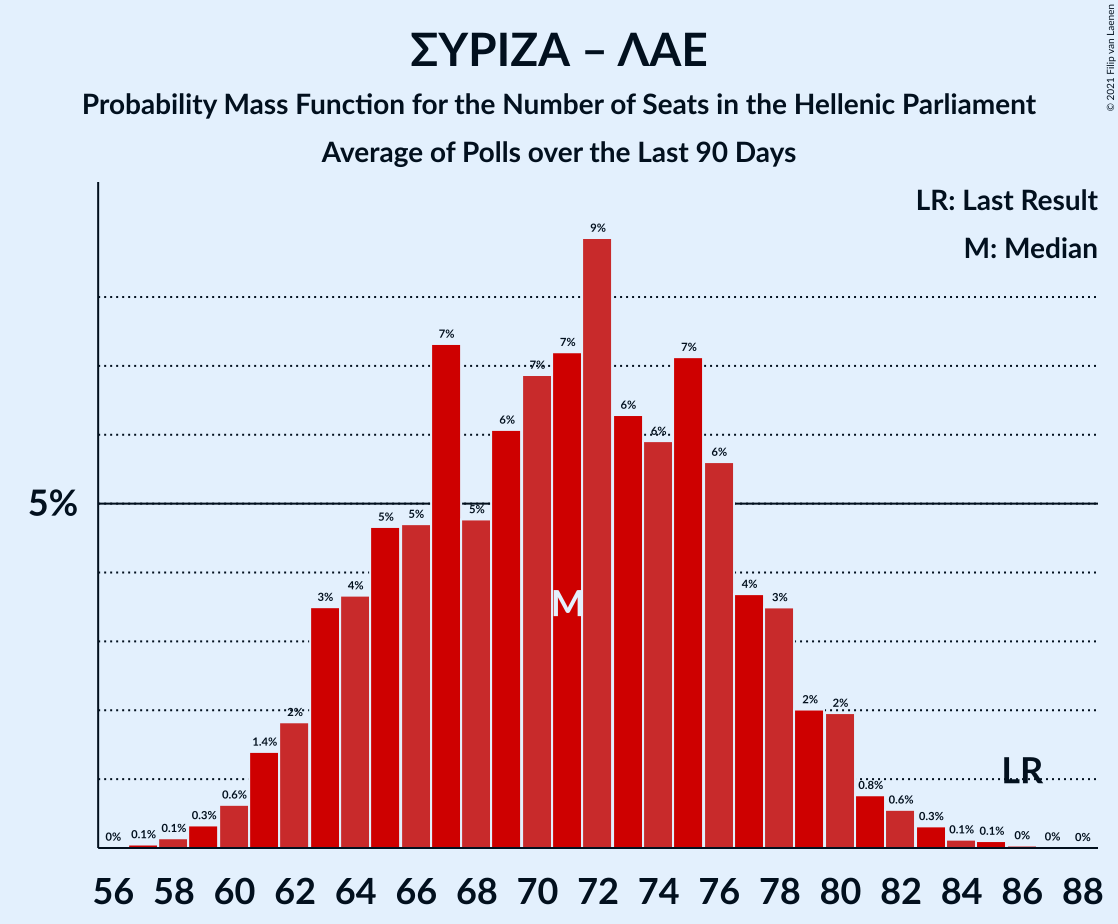 ΣΥΡΙΖΑ – ΛΑΕ
Probability Mass Function for the Number of Seats in the Hellenic Parliament
Average of Polls over the Last 90 Days
© 2021 Filip van Laenen
LR: Last Result
M: Median
5%
0% 0.1% 0.1% 0.3% 0.6% 1.4% 2% 3% 4% 5% 5% 7% 5% 6% 7% 7% 9% 6% 6% 7% 6% 4% 3% 2% 2% 0.8% 0.6% 0.3% 0.1% 0.1% 0% 0% 0%
M
LR
56 58 60 62 64 66 68 70 72 74 76 78 80 82 84 86 88